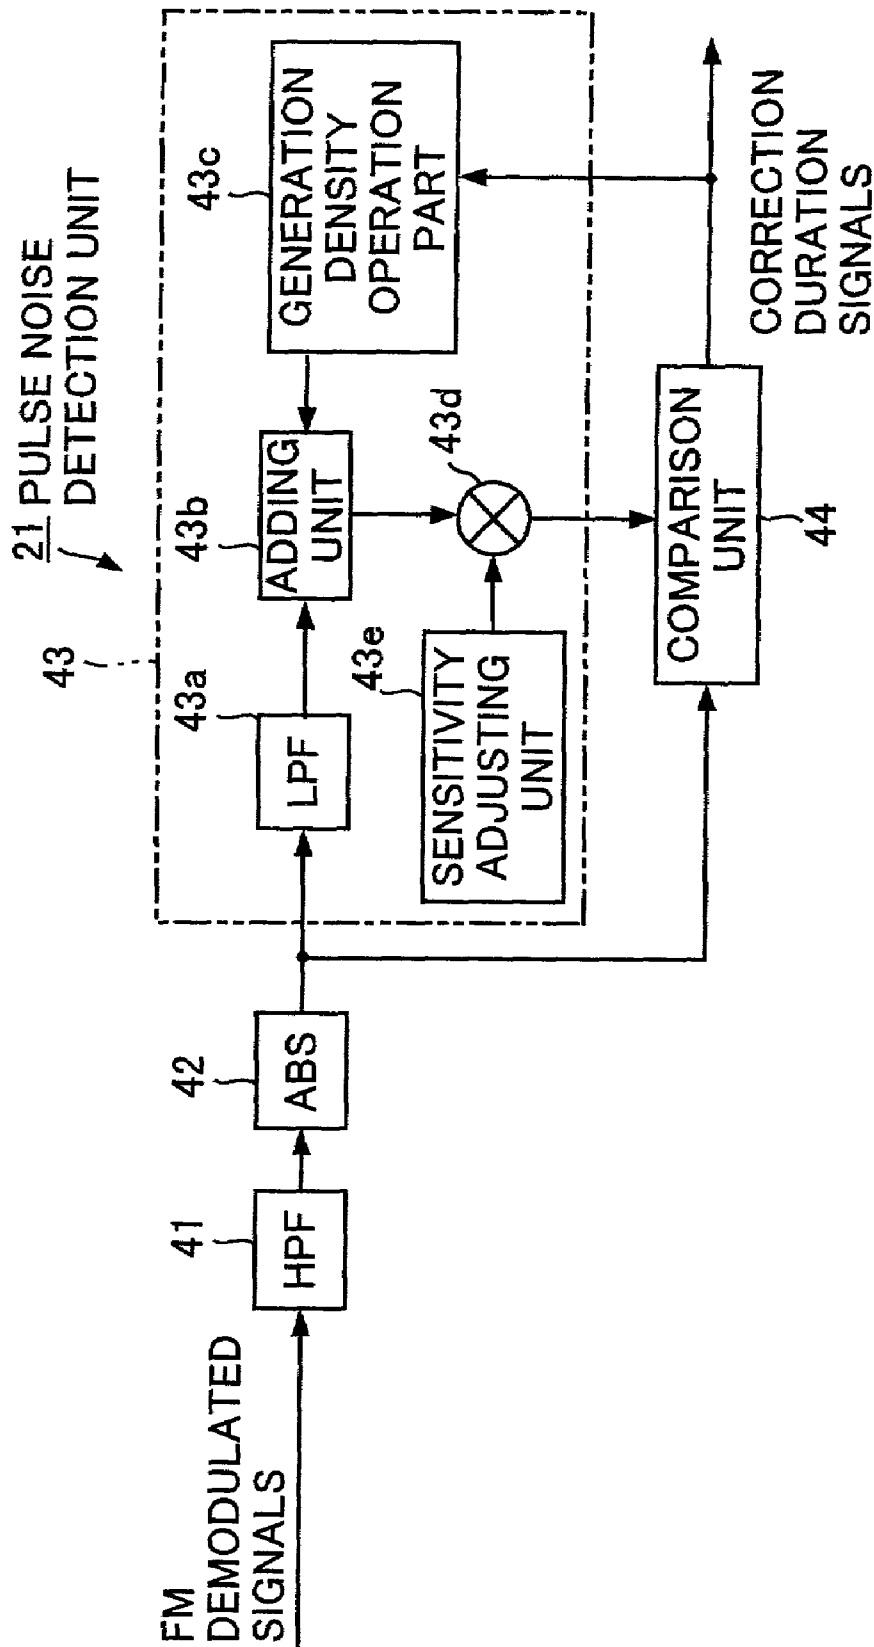 21 PULSE NOISE
DETECTION UNIT
FM
DEMODULATED
SIGNALS
41
HPF
42
ABS
43
43a
LPF
43b
ADDING
UNIT
43c
GENERATION
DENSITY
OPERATION
PART
43d
43e
SENSITIVITY
ADJUSTING
UNIT
COMPARISON
UNIT
44
CORRECTION
DURATION
SIGNALS